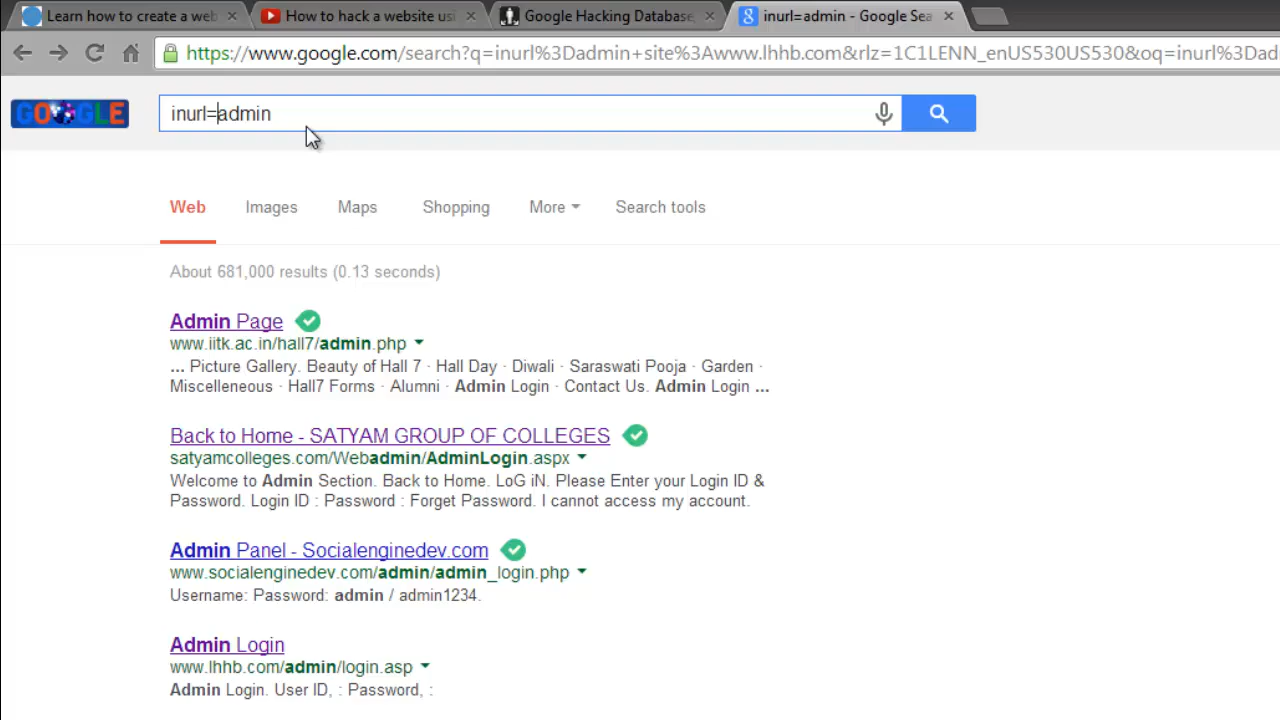 Learn how to create a web
How to hack a website usi
Google Hacking Database,
inurl=admin - Google Sea
https://www.google.com/search?q=inurl%3Dadmin+site%3Awww.lhhb.com&rlz=1C1LENN_enUS530US530&oq=inurl%3Dad
GOOGLE
inurl=admin
Web Images Maps Shopping More Search tools
About 681,000 results (0.13 seconds)
Admin Page
www.iitk.ac.in/hall7/admin.php
... Picture Gallery. Beauty of Hall 7 · Hall Day · Diwali · Saraswati Pooja · Garden ·
Miscelleneous · Hall7 Forms · Alumni · Admin Login · Contact Us. Admin Login ...
Back to Home - SATYAM GROUP OF COLLEGES
satyamcolleges.com/Webadmin/AdminLogin.aspx
Welcome to Admin Section. Back to Home. LoG iN. Please Enter your Login ID &
Password. Login ID : Password : Forget Password. I cannot access my account.
Admin Panel - Socialenginedev.com
www.socialenginedev.com/admin/admin_login.php
Username: Password: admin / admin1234.
Admin Login
www.lhhb.com/admin/login.asp
Admin Login. User ID, : Password, :